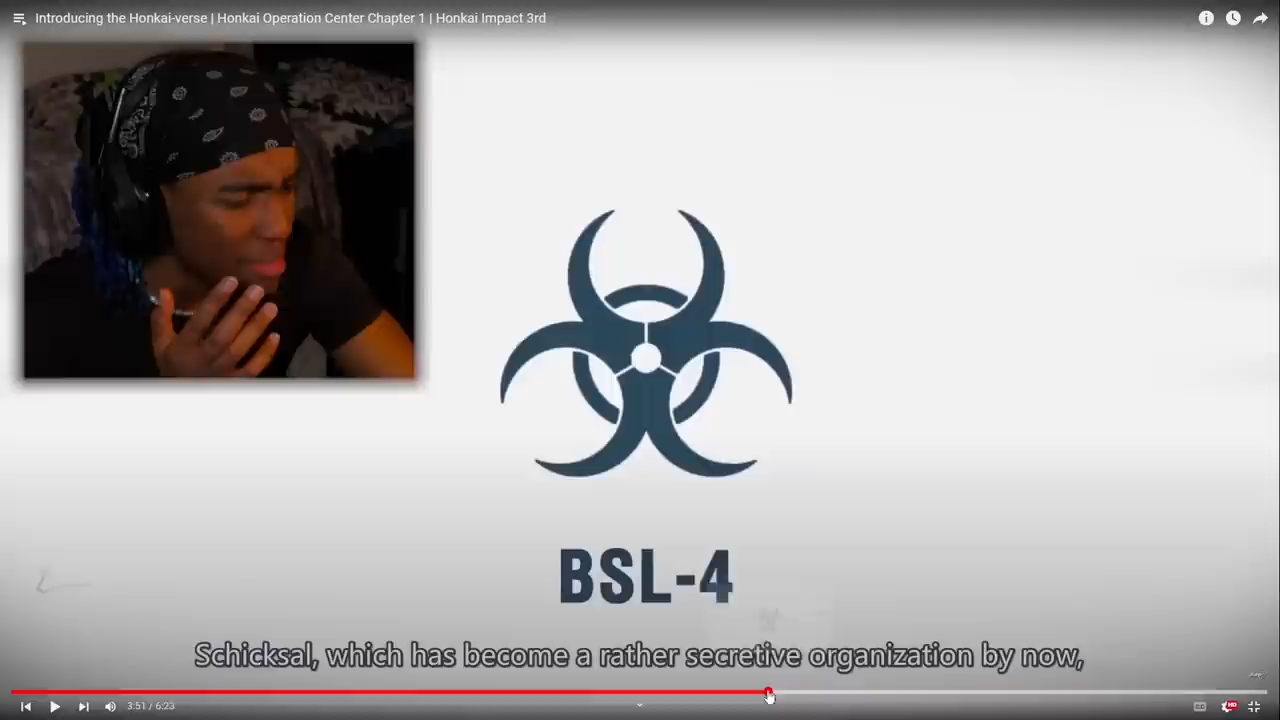 Introducing the Honkai-verse | Honkai Operation Center Chapter 1 | Honkai Impact 3rd
BSL-4
Schicksal, which has become a rather secretive organization by now,
3:51 / 6:23
HD